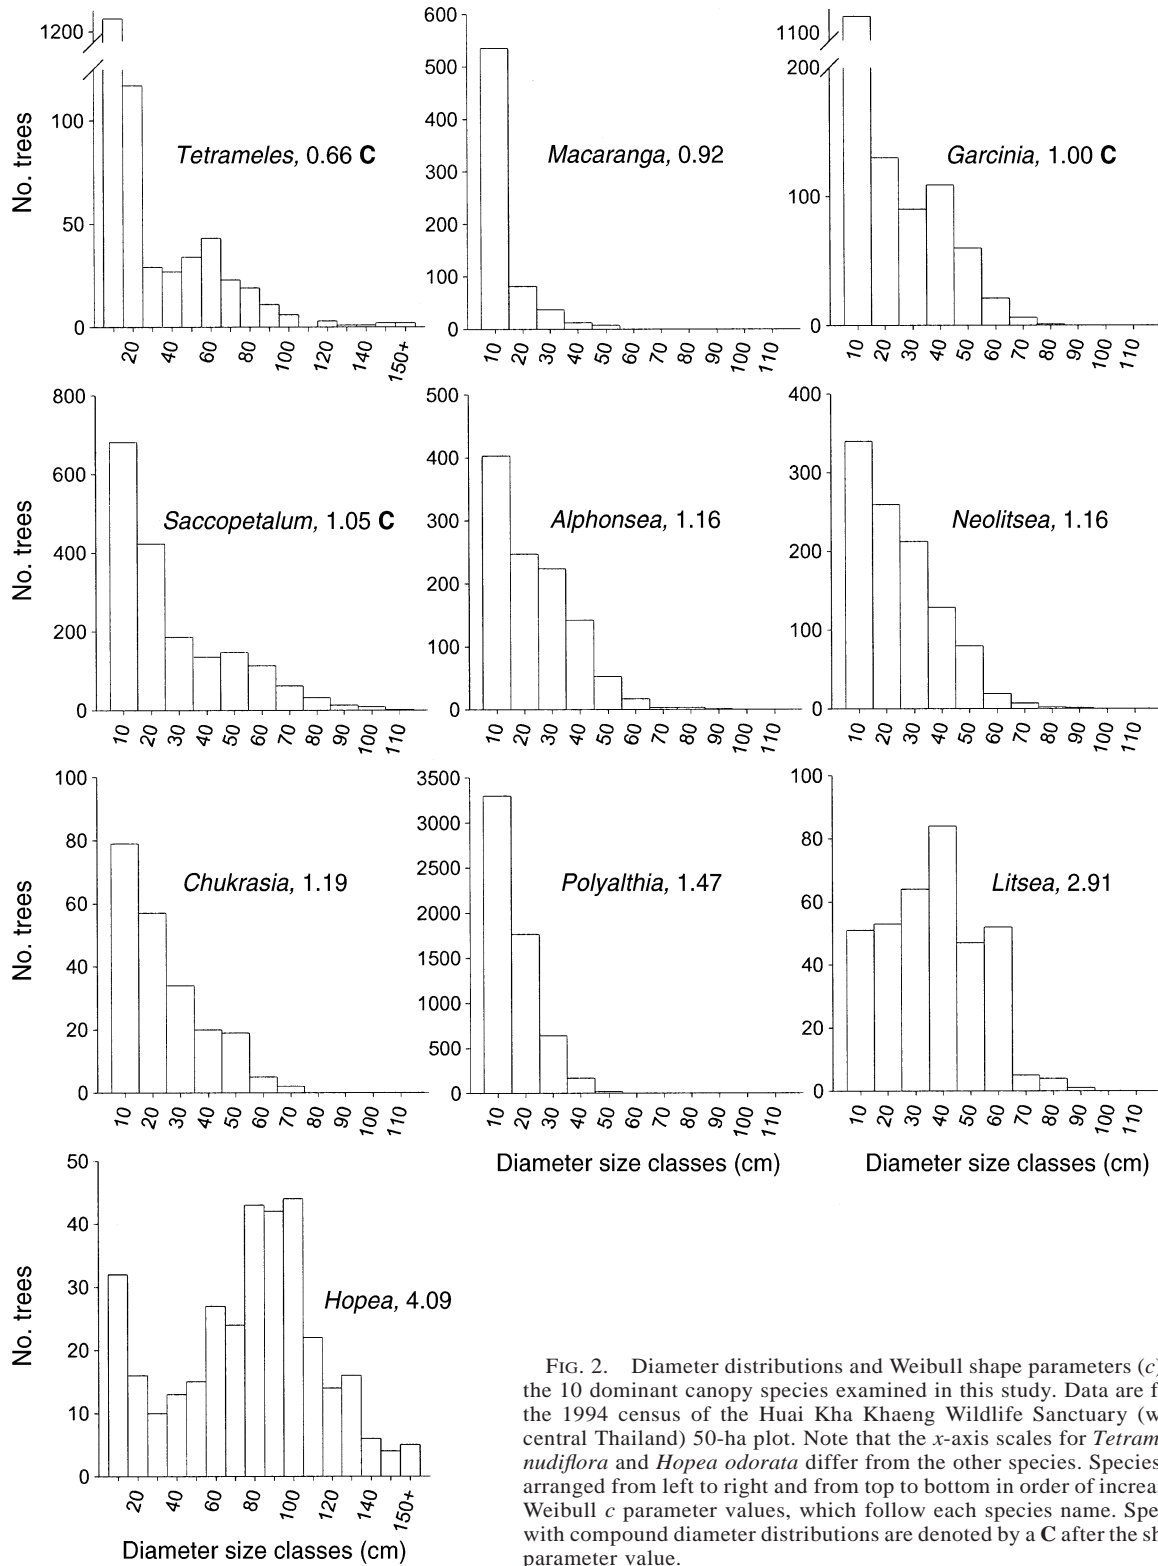 No. trees
1200
100
50
0
Tetrameles, 0.66 C
20 40 60 80 100 120 140 150+
600
500
400
300
200
100
0
Macaranga, 0.92
10 20 30 40 50 60 70 80 90 100 110
1100
200
100
0
Garcinia, 1.00 C
10 20 30 40 50 60 70 80 90 100 110
No. trees
800
600
400
200
0
Saccopetalum, 1.05 C
10 20 30 40 50 60 70 80 90 100 110
500
400
300
200
100
0
Alphonsea, 1.16
10 20 30 40 50 60 70 80 90 100 110
400
300
200
100
0
Neolitsea, 1.16
10 20 30 40 50 60 70 80 90 100 110
No. trees
100
80
60
40
20
0
Chukrasia, 1.19
10 20 30 40 50 60 70 80 90 100 110
3500
3000
2500
2000
1500
1000
500
0
Polyalthia, 1.47
10 20 30 40 50 60 70 80 90 100 110
Diameter size classes (cm)
100
80
60
40
20
0
Litsea, 2.91
10 20 30 40 50 60 70 80 90 100 110
Diameter size classes (cm)
No. trees
50
40
30
20
10
0
Hopea, 4.09
20 40 60 80 100 120 140 150+
Diameter size classes (cm)
FIG. 2. Diameter distributions and Weibull shape parameters (c)
the 10 dominant canopy species examined in this study. Data are f
the 1994 census of the Huai Kha Khaeng Wildlife Sanctuary (w
central Thailand) 50-ha plot. Note that the x-axis scales for Tetram
nudiflora and Hopea odorata differ from the other species. Species
arranged from left to right and from top to bottom in order of increa
Weibull c parameter values, which follow each species name. Spe
with compound diameter distributions are denoted by a C after the sh
parameter value.